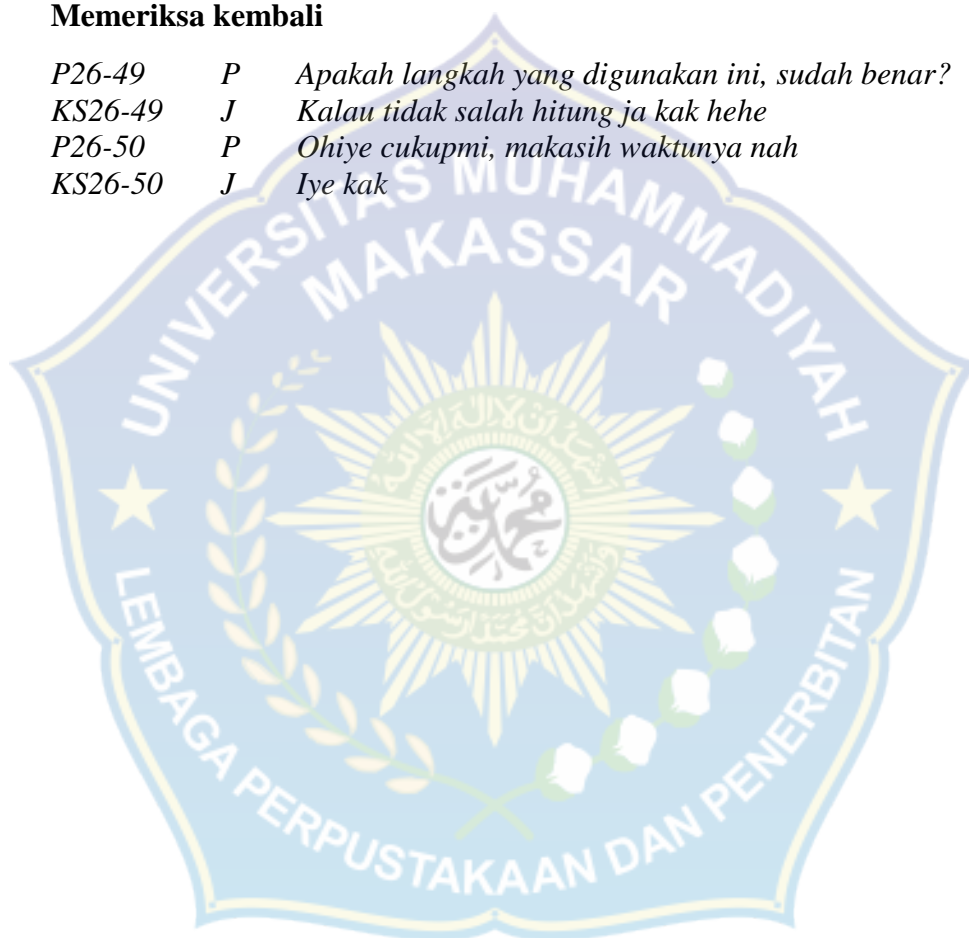 Memeriksa kembali
P26-49 P Apakah langkah yang digunakan ini, sudah benar?
KS26-49 J Kalau tidak salah hitung ja kak hehe
P26-50 P Ohiye cukupmi, makasih waktunya nah
KS26-50 J Iye kak
UNIVERSITAS MUHAMMADIYAH
MAKASSAR
LEMBAGA PERPUSTAKAAN DAN PENERBITAN